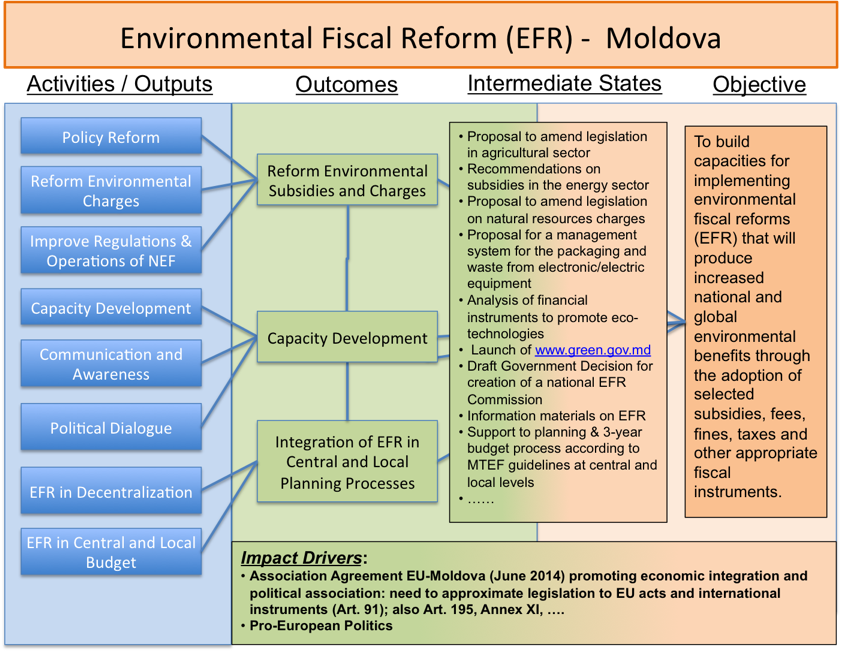 Environmental Fiscal Reform (EFR) - Moldova
Activities / Outputs
Outcomes
Intermediate States
Objective
Policy Reform
Reform Environmental
Charges
Improve Regulations &
Operations of NEF
Capacity Development
Communication and
Awareness
Political Dialogue
EFR in Decentralization
EFR in Central and Local
Budget
Reform Environmental
Subsidies and Charges
Capacity Development
Integration of EFR in
Central and Local
Planning Processes
• Proposal to amend legislation
in agricultural sector
• Recommendations on
subsidies in the energy sector
• Proposal to amend legislation
on natural resources charges
• Proposal for a management
system for the packaging and
waste from electronic/electric
equipment
• Analysis of financial
instruments to promote eco-
technologies
• Launch of www.green.gov.md
• Draft Government Decision for
creation of a national EFR
Commission
• Information materials on EFR
• Support to planning & 3-year
budget process according to
MTEF guidelines at central and
local levels
• ......
To build
capacities for
implementing
environmental
fiscal reforms
(EFR) that will
produce
increased
national and
global
environmental
benefits through
the adoption of
selected
subsidies, fees,
fines, taxes and
other appropriate
fiscal
instruments.
Impact Drivers:
• Association Agreement EU-Moldova (June 2014) promoting economic integration and
political association: need to approximate legislation to EU acts and international
instruments (Art. 91); also Art. 195, Annex XI, ....
• Pro-European Politics